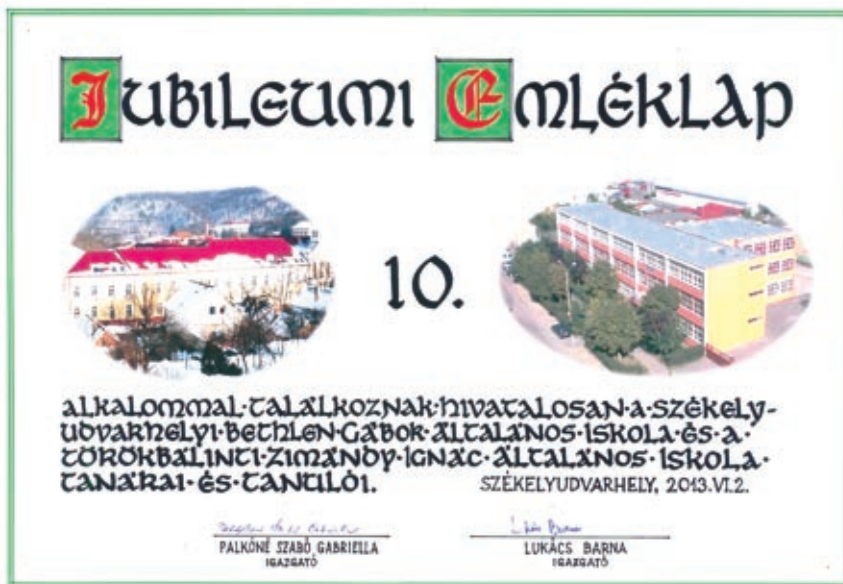 Jubileumi Emléklap
10.
alkalommal·találkoznak·hivatalosan·a·székely-
udvarhelyi·Bethlen·Gábok·általános·iskola·és·a·
törökbálinti·Zimándy·Ignác·általános·iskola·
tanárai·és·tanulói.
SZÉKELYUDVARHELY, 2013.VI.2.
PALKÓNÉ SZABÓ GABRIELLA
IGAZGATÓ
LUKÁCS BARNA
IGAZGATÓ